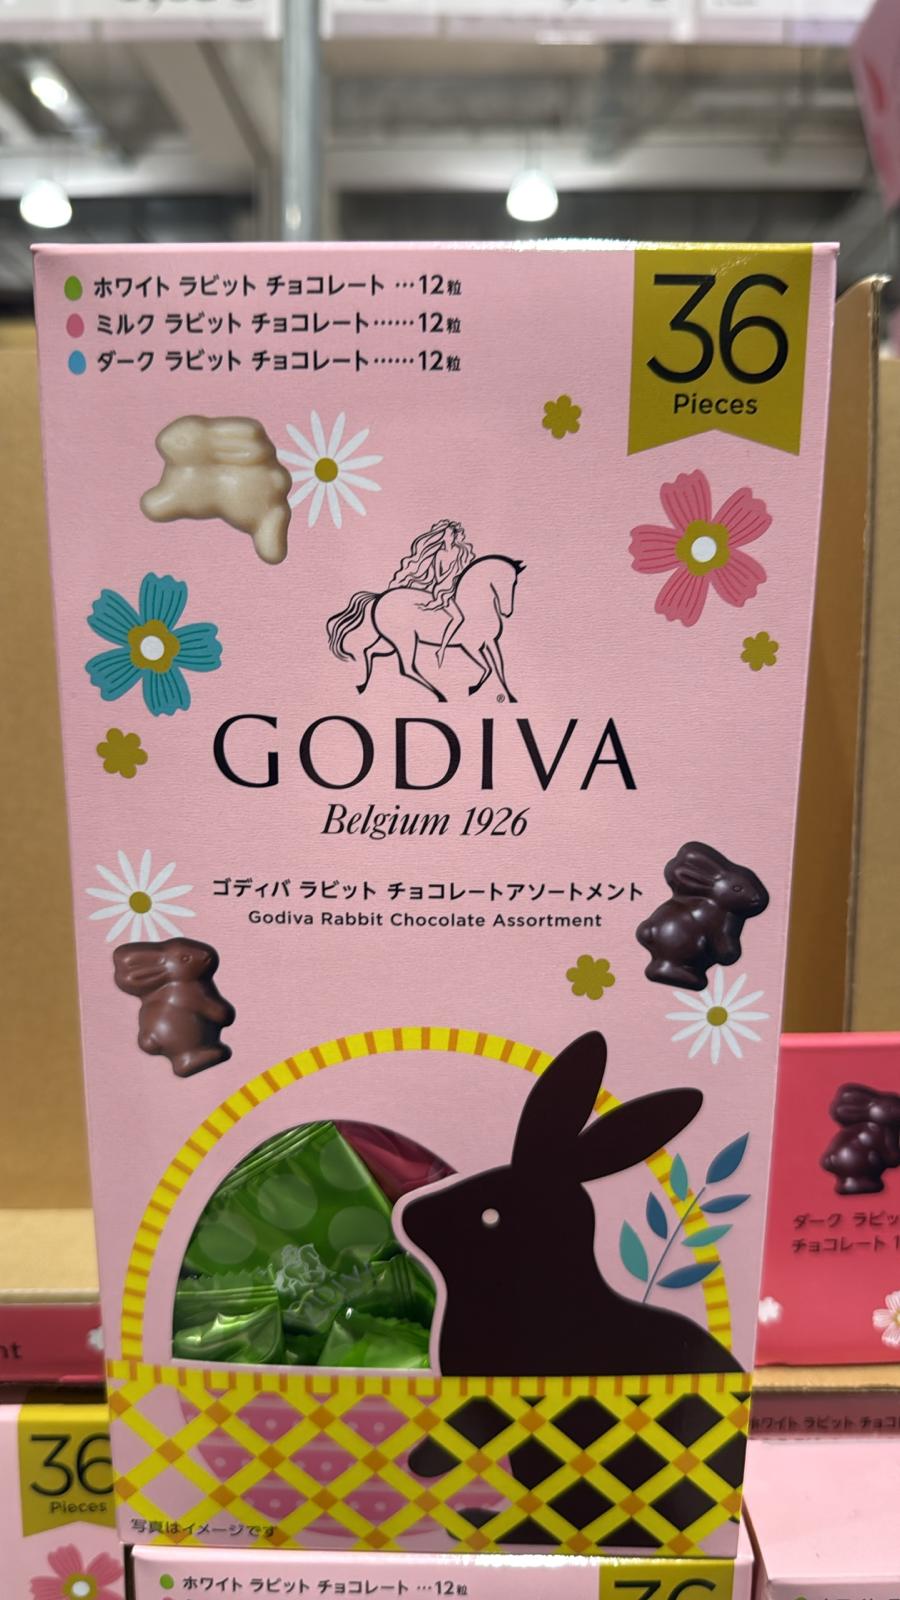 ホワイト ラビット チョコレート …12粒
ミルク ラビット チョコレート……12粒
ダーク ラビット チョコレート……12粒
36
Pieces
®
GODIVA
Belgium 1926
ゴディバ ラビット チョコレートアソートメント
Godiva Rabbit Chocolate Assortment
ダーク
チョコレート
36
Pieces
写真はイメージです
ホワイト ラビット チョコレート …12粒
36